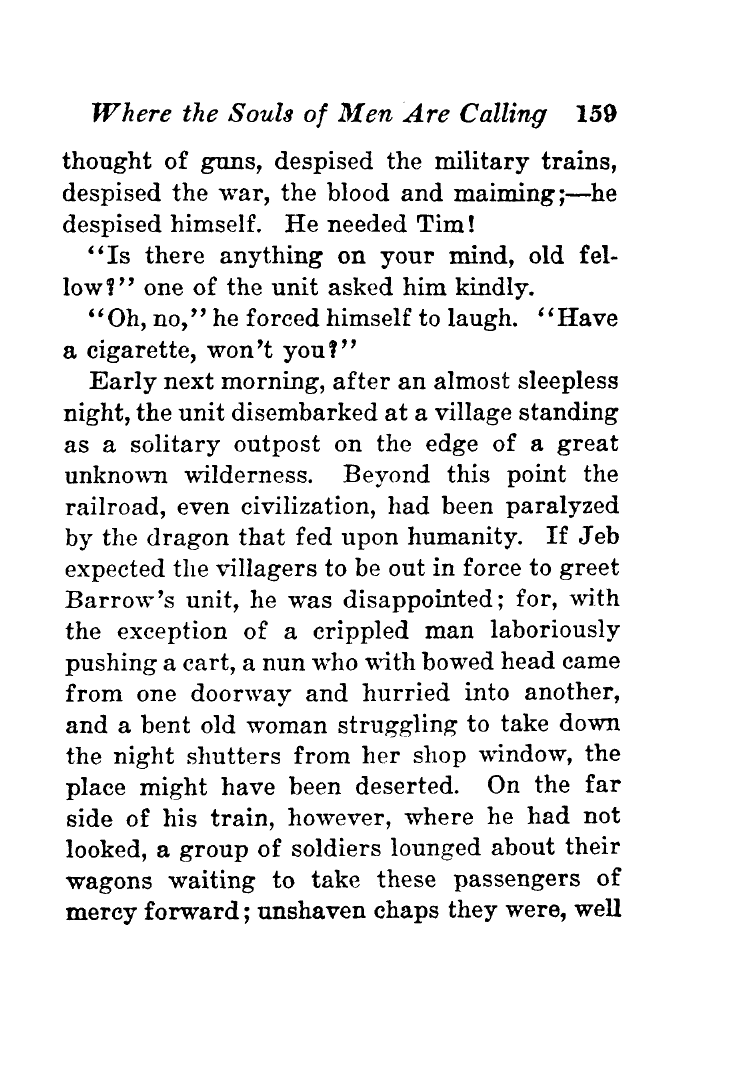 Where the Souls of Men Are Calling 159
thought of guns, despised the military trains,
despised the war, the blood and maiming;—he
despised himself. He needed Tim!
“Is there anything on your mind, old fel-
low?” one of the unit asked him kindly.
“Oh, no,” he forced himself to laugh. “Have
a cigarette, won’t you?”
Early next morning, after an almost sleepless
night, the unit disembarked at a village standing
as a solitary outpost on the edge of a great
unknown wilderness. Beyond this point the
railroad, even civilization, had been paralyzed
by the dragon that fed upon humanity. If Jeb
expected the villagers to be out in force to greet
Barrow’s unit, he was disappointed; for, with
the exception of a crippled man laboriously
pushing a cart, a nun who with bowed head came
from one doorway and hurried into another,
and a bent old woman struggling to take down
the night shutters from her shop window, the
place might have been deserted. On the far
side of his train, however, where he had not
looked, a group of soldiers lounged about their
wagons waiting to take these passengers of
mercy forward; unshaven chaps they were, well